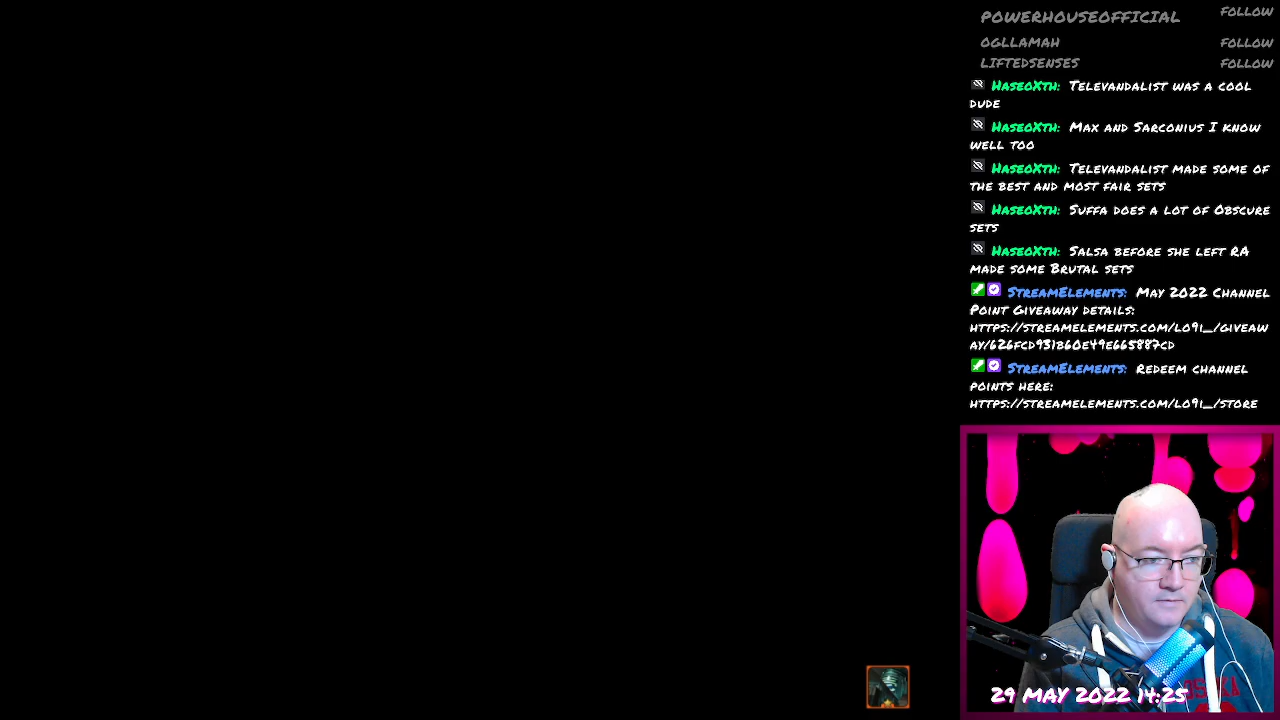 POWERHOUSEOFFICIAL FOLLOW
OGLLAMAH FOLLOW
LIFTEDSENSES FOLLOW
HaseoXth: Televandalist was a cool
dude
HaseoXth: Max and Sarconius I know
well too
HaseoXth: Televandalist made some of
the best and most fair sets
HaseoXth: Suffa does a lot of Obscure
sets
HaseoXth: Salsa before she left RA
made some Brutal sets
StreamElements: May 2022 Channel
Point Giveaway details:
https://streamelements.com/lo9i_/giveaw
ay/626fcd931b60e49e665887cd
StreamElements: Redeem channel
points here:
https://streamelements.com/lo9i_/store
29 MAY 2022 14:25